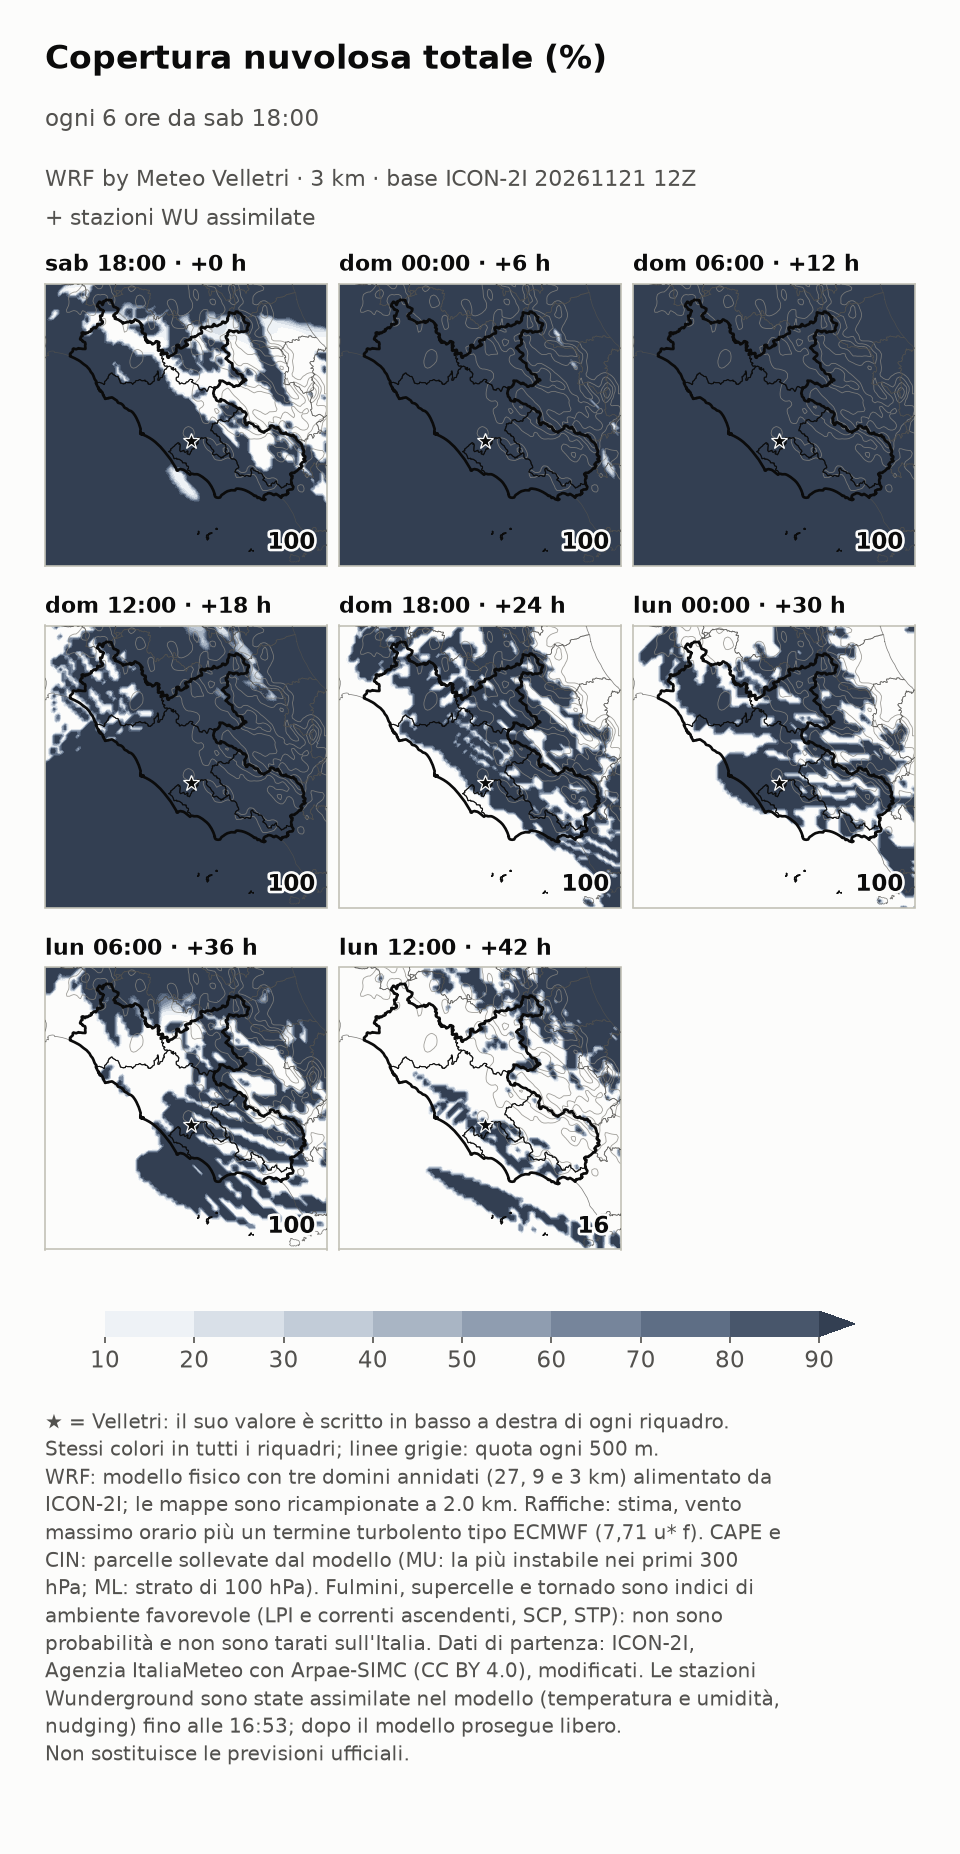 Copertura nuvolosa totale (%)
ogni 6 ore da sab 18:00
WRF by Meteo Velletri · 3 km · base ICON-2I 20261121 12Z
+ stazioni WU assimilate
sab 18:00 · +0 h
dom 00:00 · +6 h
dom 06:00 · +12 h
100
100
100
dom 12:00 · +18 h
dom 18:00 · +24 h
lun 00:00 · +30 h
100
100
100
lun 06:00 · +36 h
lun 12:00 · +42 h
100
16
10 20 30 40 50 60 70 80 90
★ = Velletri: il suo valore è scritto in basso a destra di ogni riquadro.
Stessi colori in tutti i riquadri; linee grigie: quota ogni 500 m.
WRF: modello fisico con tre domini annidati (27, 9 e 3 km) alimentato da
ICON-2I; le mappe sono ricampionate a 2.0 km. Raffiche: stima, vento
massimo orario più un termine turbolento tipo ECMWF (7,71 u* f). CAPE e
CIN: parcelle sollevate dal modello (MU: la più instabile nei primi 300
hPa; ML: strato di 100 hPa). Fulmini, supercelle e tornado sono indici di
ambiente favorevole (LPI e correnti ascendenti, SCP, STP): non sono
probabilità e non sono tarati sull'Italia. Dati di partenza: ICON-2I,
Agenzia ItaliaMeteo con Arpae-SIMC (CC BY 4.0), modificati. Le stazioni
Wunderground sono state assimilate nel modello (temperatura e umidità,
nudging) fino alle 16:53; dopo il modello prosegue libero.
Non sostituisce le previsioni ufficiali.